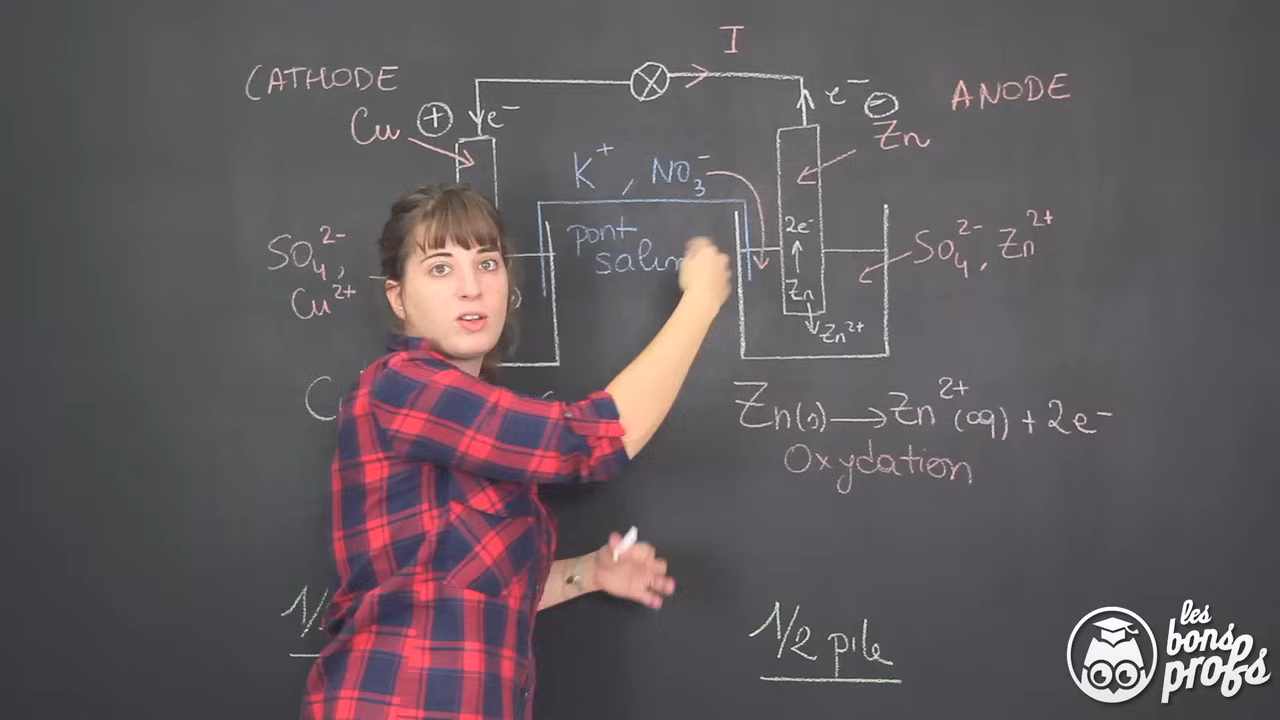 I
CATHODE
e⁻
⊖
ANODE
Cu
⊕
e⁻
Zn
K⁺, NO₃⁻
pont
salin
2e⁻
Zn
Zn²⁺
SO₄²⁻,
Cu²⁺
SO₄²⁻, Zn²⁺
Zn(s) → Zn²⁺(aq) + 2e⁻
Oxydation
1/2 pile
les
bons
profs